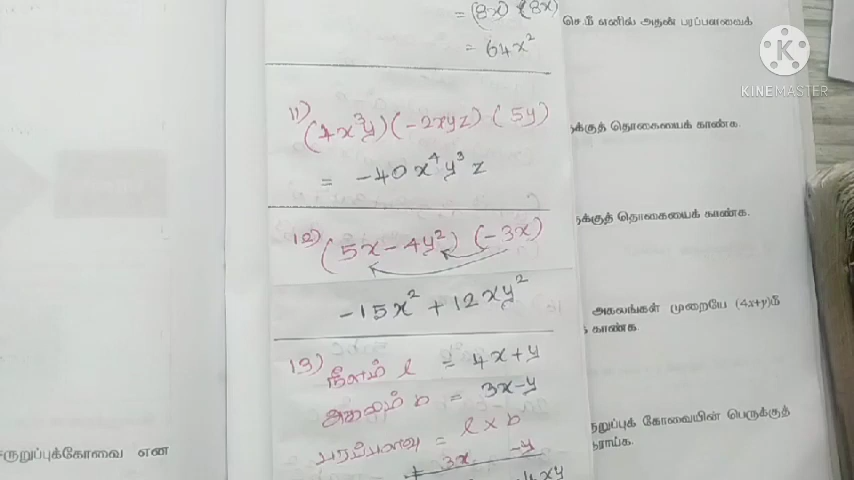 = (8x) (8x)
= 64x²
செ.மீ எனில் அதன் பரப்பளவைக்
KINEMASTER
11) (4x³y)(-2xyz)(5y)
= -40x⁴y³z
க்குத் தொகையைக் காண்க.
12) (5x-4y²)(-3x)
-15x²+12xy²
க்குத் தொகையைக் காண்க.
அகலங்கள் முறையே (4x+y)மீ
காண்க
13) நீளம் l = 4x+y
அகலம் b = 3x-y
பரப்பளவு = l×b
+ 3x -y
4xy
றுப்புக் கோவையின் பெருக்குத்
ராய்க.
ருறுப்புக்கோவை என